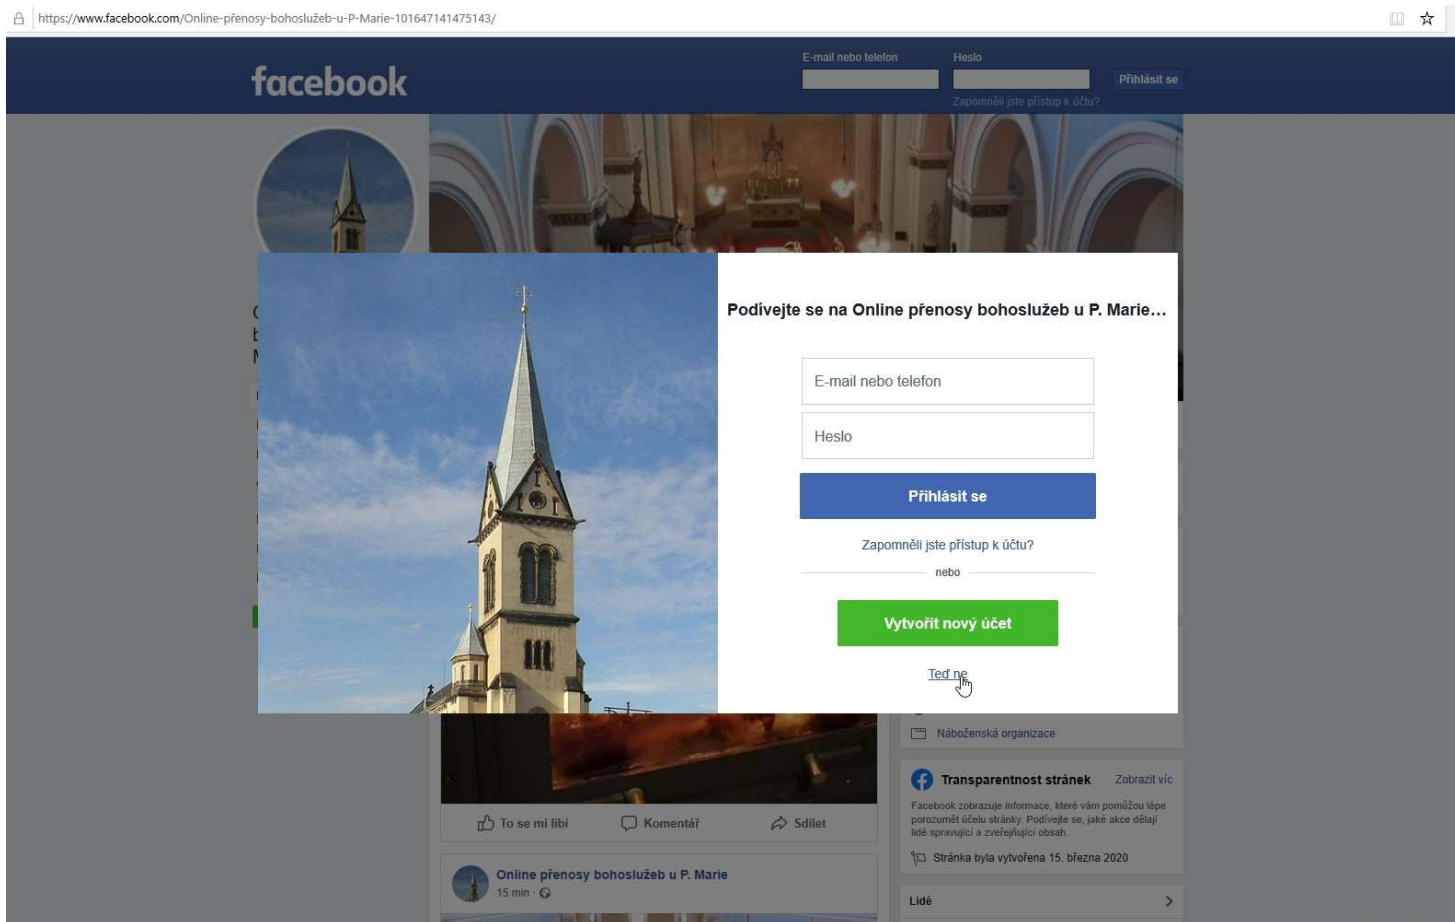 https://www.facebook.com/Online-přenosy-bohoslužeb-u-P-Marie-101647141475143/
facebook
E-mail nebo telefon
Heslo
Přihlásit se
Zapomněli jste přístup k účtu?
Podívejte se na Online přenosy bohoslužeb u P. Marie…
E-mail nebo telefon
Heslo
Přihlásit se
Zapomněli jste přístup k účtu?
nebo
Vytvořit nový účet
Teď ne
Náboženská organizace
Transparentnost stránek Zobrazit víc
Facebook zobrazuje informace, které vám pomůžou lépe
porozumět účelu stránky. Podívejte se, jaké akce dělají
lidé spravující a zveřejňující obsah.
Stránka byla vytvořena 15. března 2020
Lidé
To se mi líbí Komentář Sdílet
Online přenosy bohoslužeb u P. Marie
15 min ·